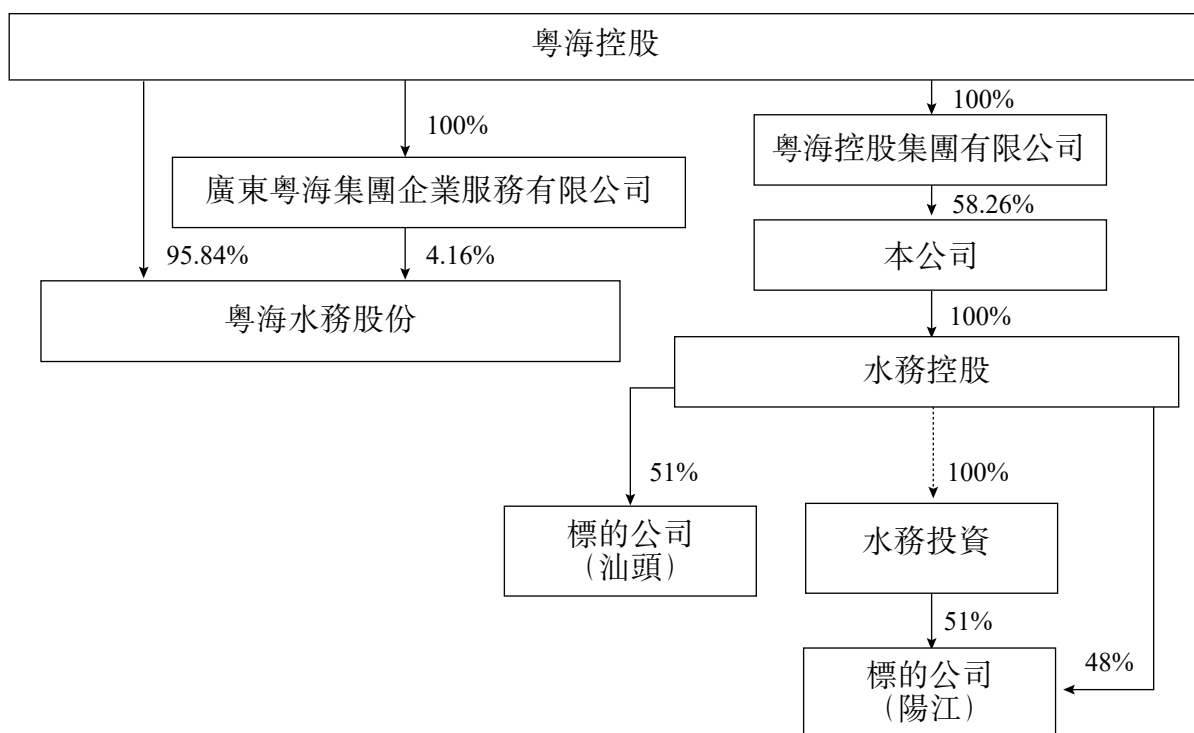 粵海控股
100%
100%
粵海控股集團有限公司
廣東粵海集團企業服務有限公司
58.26%
95.84%
4.16%
本公司
粵海水務股份
100%
水務控股
51%
100%
標的公司
（汕頭）
水務投資
51%
48%
標的公司
（陽江）